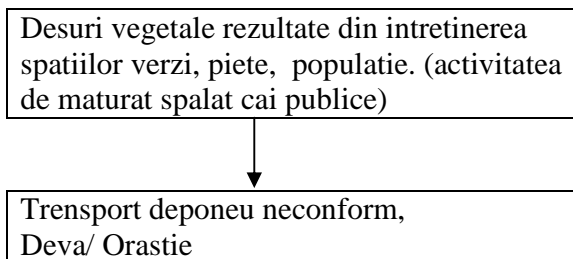 Desuri vegetale rezultate din intretinerea
spatiilor verzi, piete, populatie. (activitatea
de maturat spalat cai publice)
Trensport deponeu neconform,
Deva/ Orastie